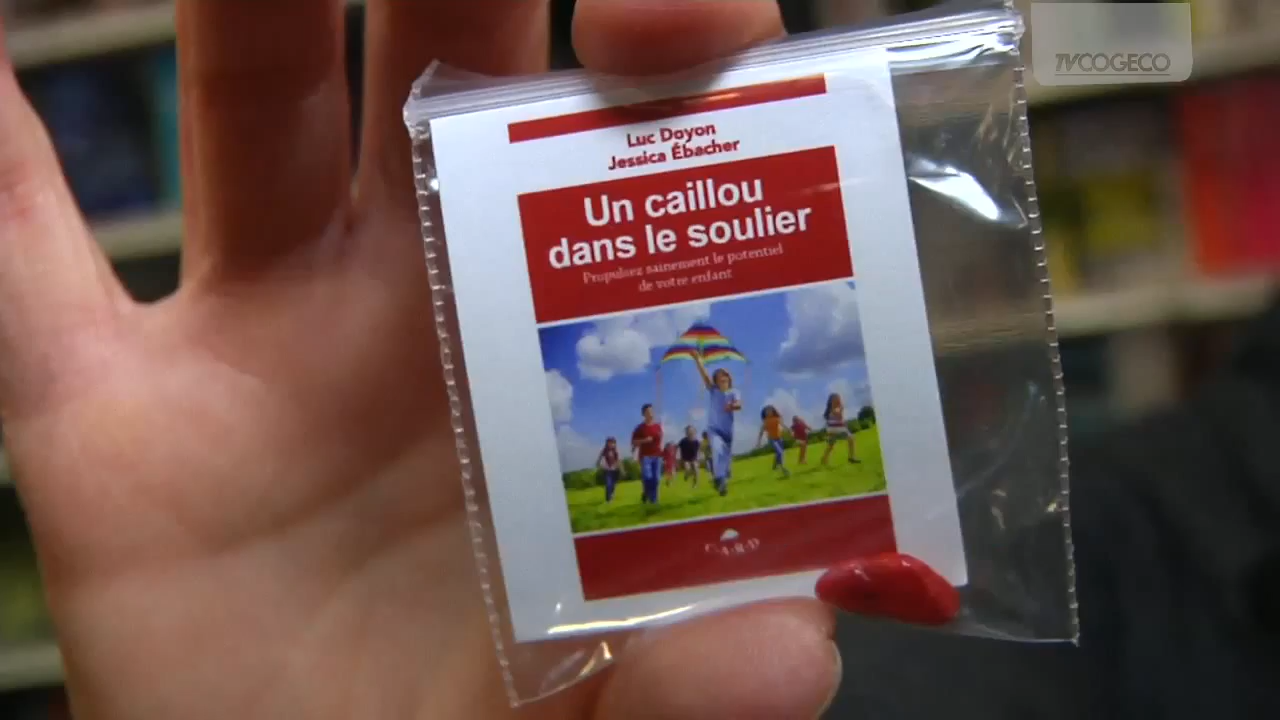 TVCOGECO
Luc Doyon
Jessica Ébacher
Un caillou
dans le soulier
Propulsez sainement le potentiel
de votre enfant